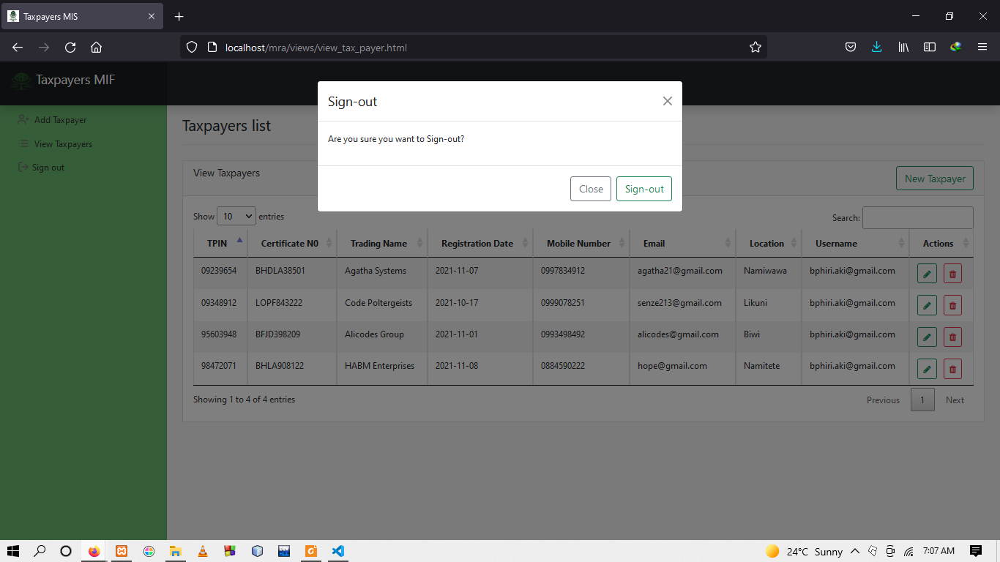 Taxpayers MIS
localhost/mra/views/view_tax_payer.html
Taxpayers MIF
Add Taxpayer
View Taxpayers
Sign out
Sign-out
Are you sure you want to Sign-out?
Close Sign-out
Taxpayers list
View Taxpayers New Taxpayer
Show 10 entries Search:
TPIN Certificate N0 Trading Name Registration Date Mobile Number Email Location Username Actions
09239654 BHDLA38501 Agatha Systems 2021-11-07 0997834912 agatha21@gmail.com Namiwawa bphiri.aki@gmail.com
09348912 LOPF843222 Code Poltergeists 2021-10-17 0999078251 senze213@gmail.com Likuni bphiri.aki@gmail.com
95603948 BFJD398209 Alicodes Group 2021-11-01 0993498492 alicodes@gmail.com Biwi bphiri.aki@gmail.com
98472071 BHLA908122 HABM Enterprises 2021-11-08 0884590222 hope@gmail.com Namitete bphiri.aki@gmail.com
Showing 1 to 4 of 4 entries Previous 1 Next
24°C Sunny 7:07 AM